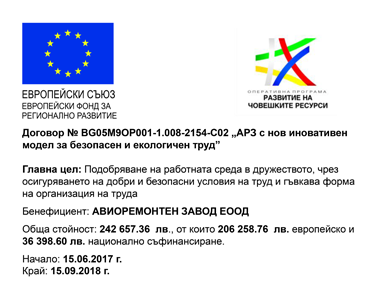 ЕВРОПЕЙСКИ СЪЮЗ
ЕВРОПЕЙСКИ ФОНД ЗА
РЕГИОНАЛНО РАЗВИТИЕ
ОПЕРАТИВНА ПРОГРАМА
РАЗВИТИЕ НА
ЧОВЕШКИТЕ РЕСУРСИ
Договор № BG05M9OP001-1.008-2154-C02 „АРЗ с нов иновативен
модел за безопасен и екологичен труд”
Главна цел: Подобряване на работната среда в дружеството, чрез
осигуряването на добри и безопасни условия на труд и гъвкава форма
на организация на труда
Бенефициент: АВИОРЕМОНТЕН ЗАВОД ЕООД
Обща стойност: 242 657.36 лв., от които 206 258.76 лв. европейско и
36 398.60 лв. национално съфинансиране.
Начало: 15.06.2017 г.
Край: 15.09.2018 г.